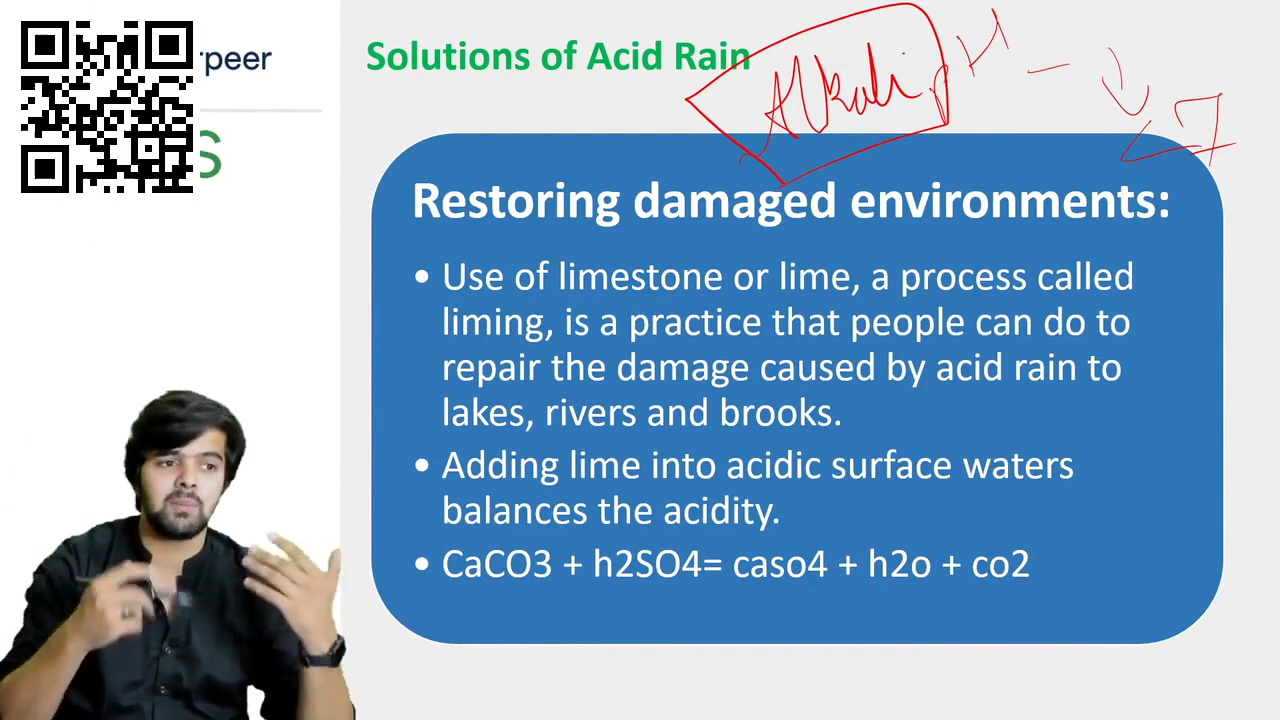 rpeer
S
Solutions of Acid Rain
Alkali
pH -
<7
Restoring damaged environments:
• Use of limestone or lime, a process called
liming, is a practice that people can do to
repair the damage caused by acid rain to
lakes, rivers and brooks.
• Adding lime into acidic surface waters
balances the acidity.
• CaCO3 + h2SO4= caso4 + h2o + co2